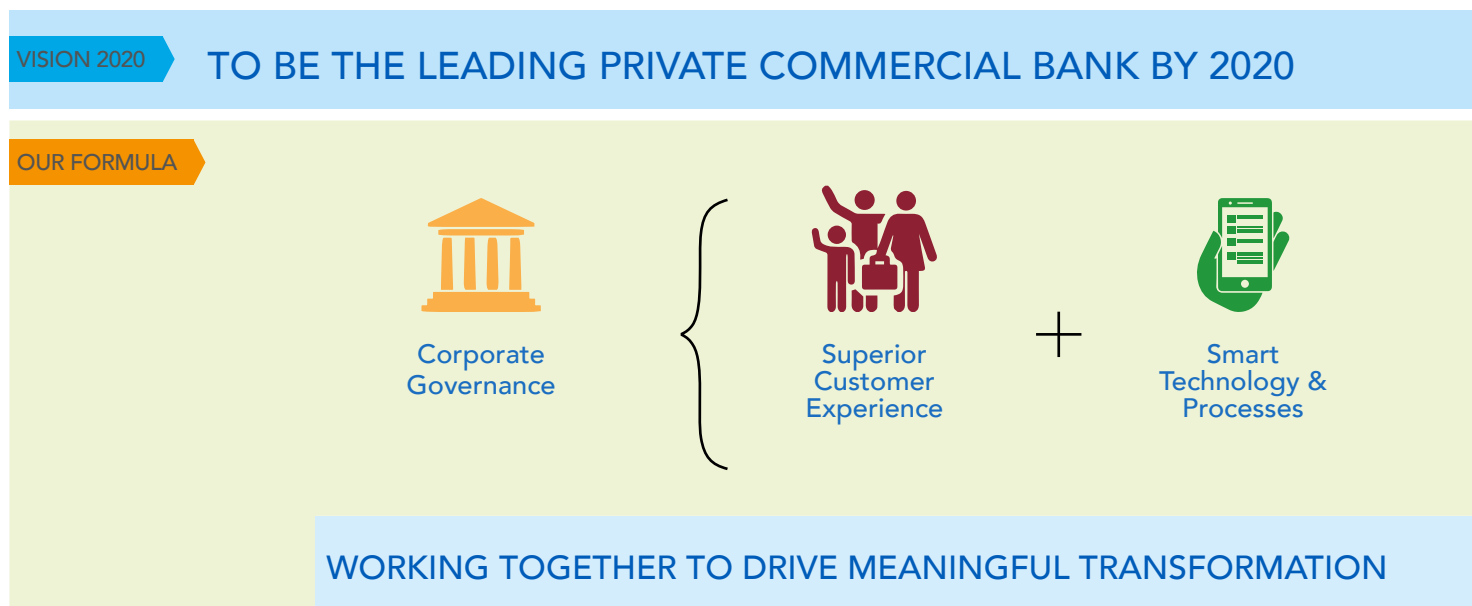 VISION 2020
TO BE THE LEADING PRIVATE COMMERCIAL BANK BY 2020
OUR FORMULA
Corporate
Governance
Superior
Customer
Experience
+
Smart
Technology &
Processes
WORKING TOGETHER TO DRIVE MEANINGFUL TRANSFORMATION